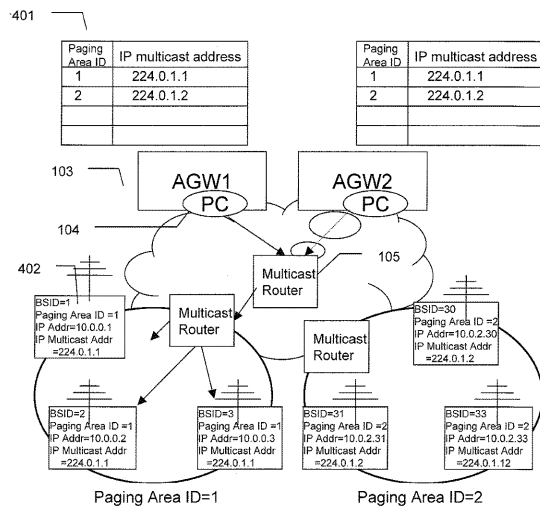 401
Paging Area ID IP multicast address
1 224.0.1.1
2 224.0.1.2
Paging Area ID IP multicast address
1 224.0.1.1
2 224.0.1.2
103
AGW1
PC
AGW2
PC
104
105
402
Multicast
Router
BSID=1
Paging Area ID =1
IP Addr=10.0.0.1
IP Multicast Addr
=224.0.1.1
Multicast
Router
Multicast
Router
BSID=30
Paging Area ID =2
IP Addr=10.0.2.30
IP Multicast Addr
=224.0.1.2
BSID=2
Paging Area ID =1
IP Addr=10.0.0.2
IP Multicast Addr
=224.0.1.1
BSID=3
Paging Area ID =1
IP Addr=10.0.0.3
IP Multicast Addr
=224.0.1.1
BSID=31
Paging Area ID =2
IP Addr=10.0.2.31
IP Multicast Addr
=224.0.1.2
BSID=33
Paging Area ID =2
IP Addr=10.0.2.33
IP Multicast Addr
=224.0.1.12
Paging Area ID=1
Paging Area ID=2